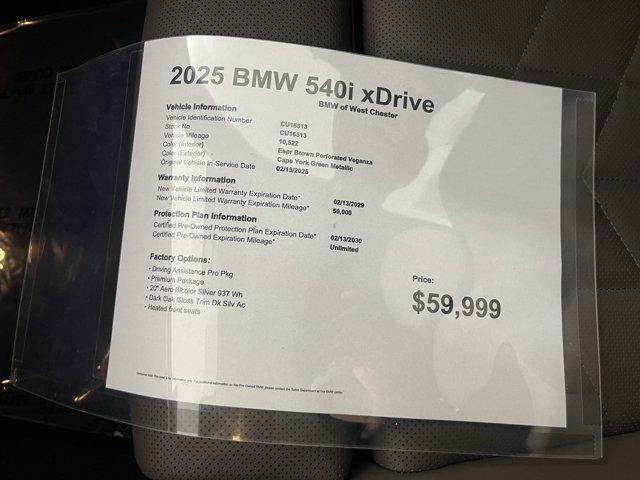 2025 BMW 540i xDrive
BMW of West Chester
Vehicle Information
Vehicle Identification Number CU16313
Stock No CU16313
Vehicle Mileage 10,522
Color (Interior) Espr Brown Perforated Veganza
Color (Exterior) Cape York Green Metallic
Original Vehicle In-Service Date 02/13/2025
Warranty Information
New Vehicle Limited Warranty Expiration Date* 02/13/2029
New Vehicle Limited Warranty Expiration Mileage* 50,000
Protection Plan Information
Certified Pre-Owned Protection Plan Expiration Date* 02/13/2030
Certified Pre-Owned Expiration Mileage* Unlimited
Factory Options:
• Driving Assistance Pro Pkg
• Premium Package
• 20" Aero Bicolor Silver 937 Wh
• Dark Oak Gloss Trim Dk Silv Ac
• Heated front seats
Price:
$59,999